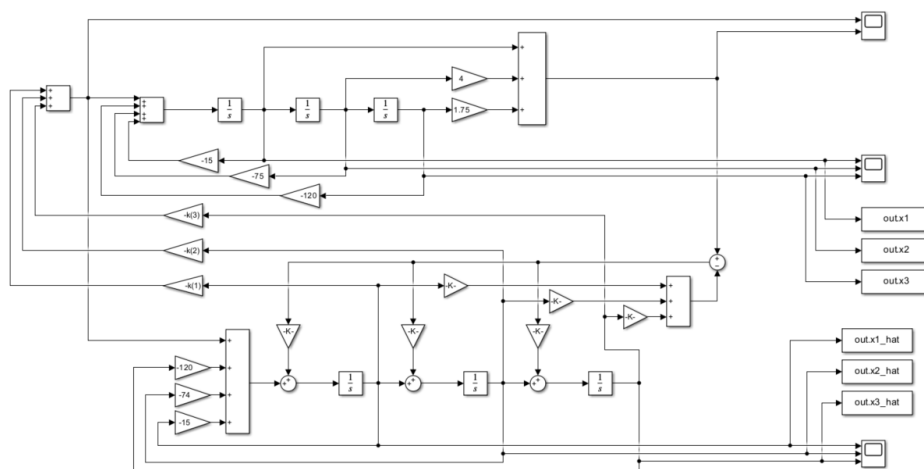 +
+
+
+
+
+
+
1
s
1
s
1
s
+
+
+
4
1.75
-15
-75
-120
-k(3)
-k(2)
-k(1)
out.x1
out.x2
out.x3
+
−
-K-
-K-
-K-
+
+
+
-K-
-K-
-K-
-120
-74
-15
+
+
+
+
+
+
1
s
+
+
1
s
+
+
1
s
out.x1_hat
out.x2_hat
out.x3_hat